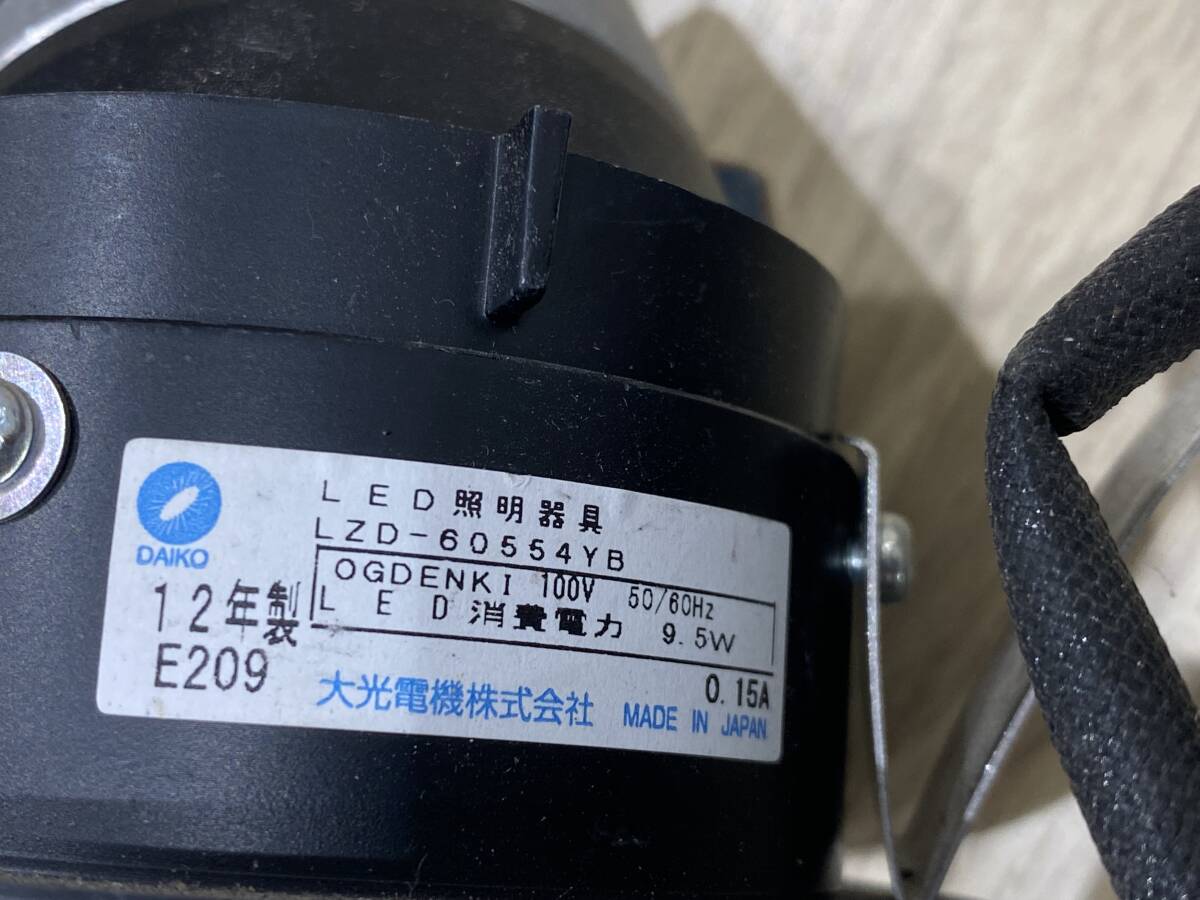 DAIKO
LED照明器具
LZD-60554YB
OGDENKI 100V 50/60Hz
LED消費電力 9.5W
0.15A
12年製
E209
大光電機株式会社 MADE IN JAPAN